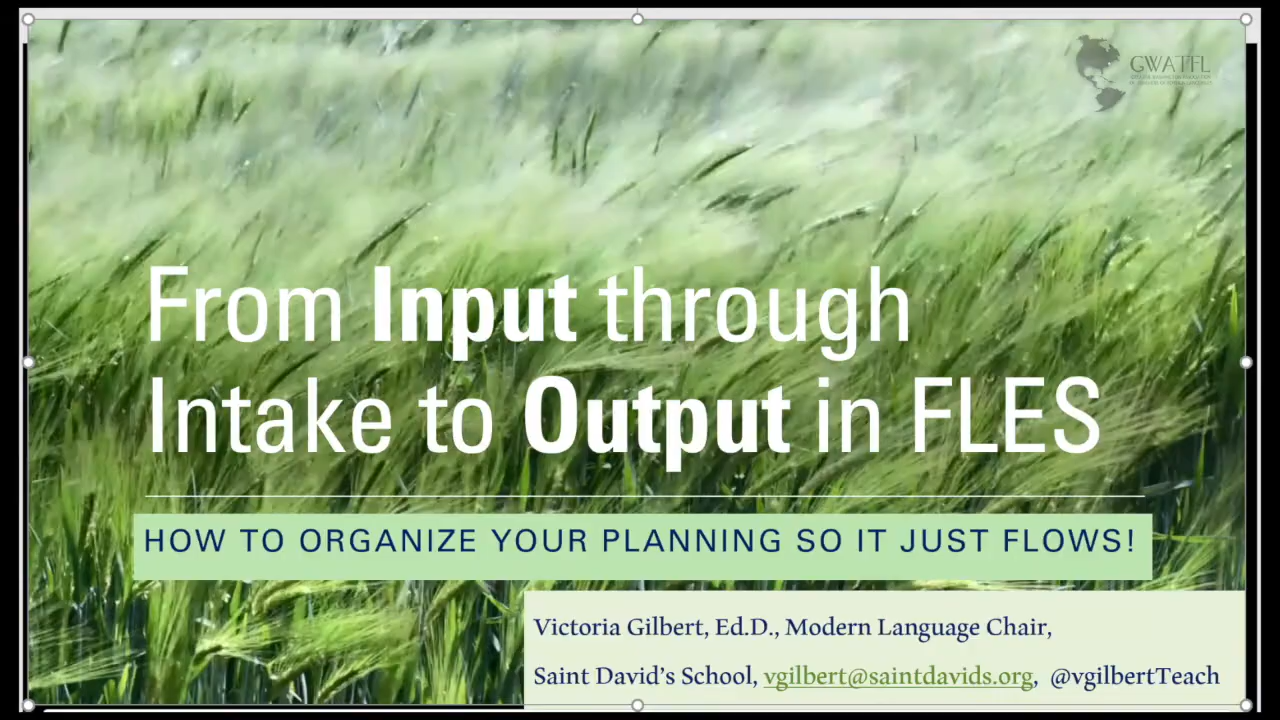 GWATFL
From Input through
Intake to Output in FLES
HOW TO ORGANIZE YOUR PLANNING SO IT JUST FLOWS!
Victoria Gilbert, Ed.D., Modern Language Chair,
Saint David's School, vgilbert@saintdavids.org, @vgilbertTeach